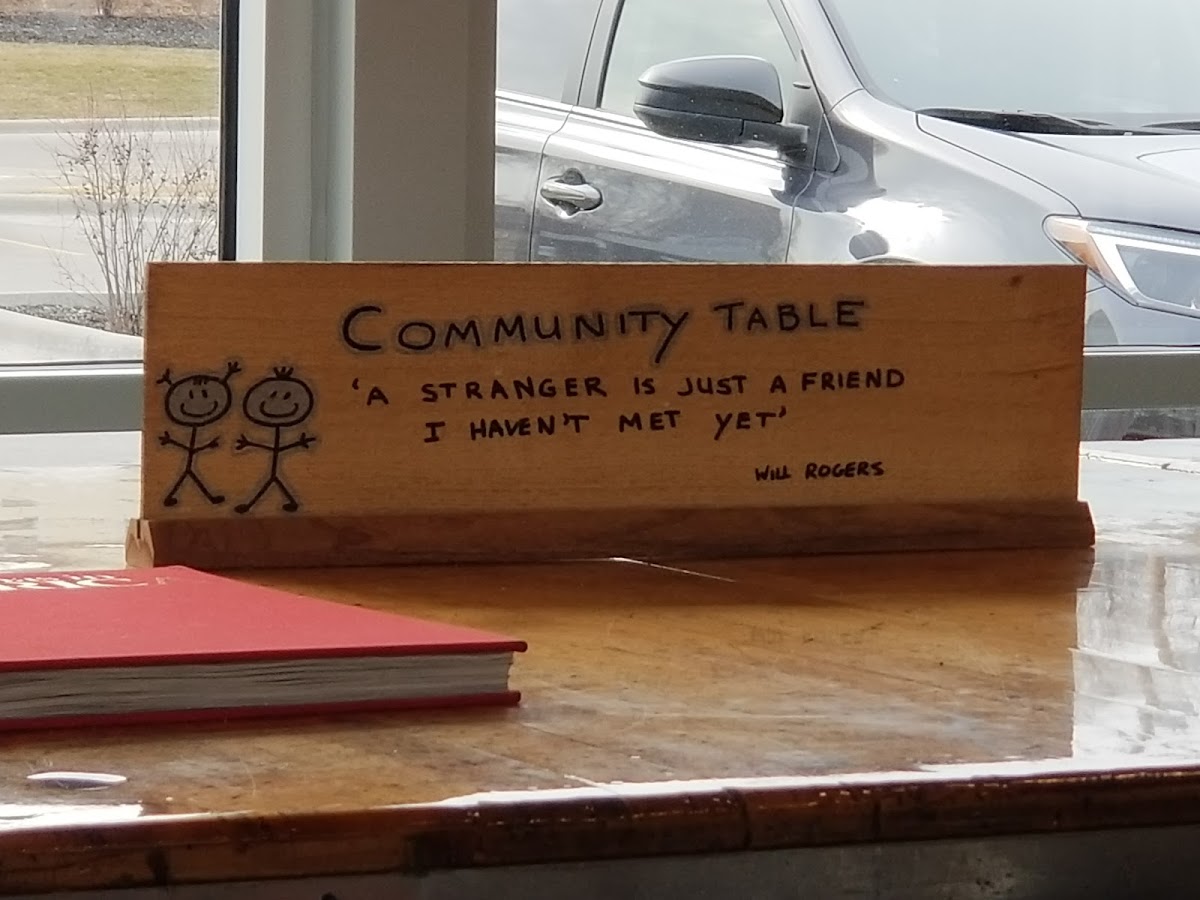 COMMUNITY TABLE
'A STRANGER IS JUST A FRIEND
I HAVEN'T MET YET'
WILL ROGERS